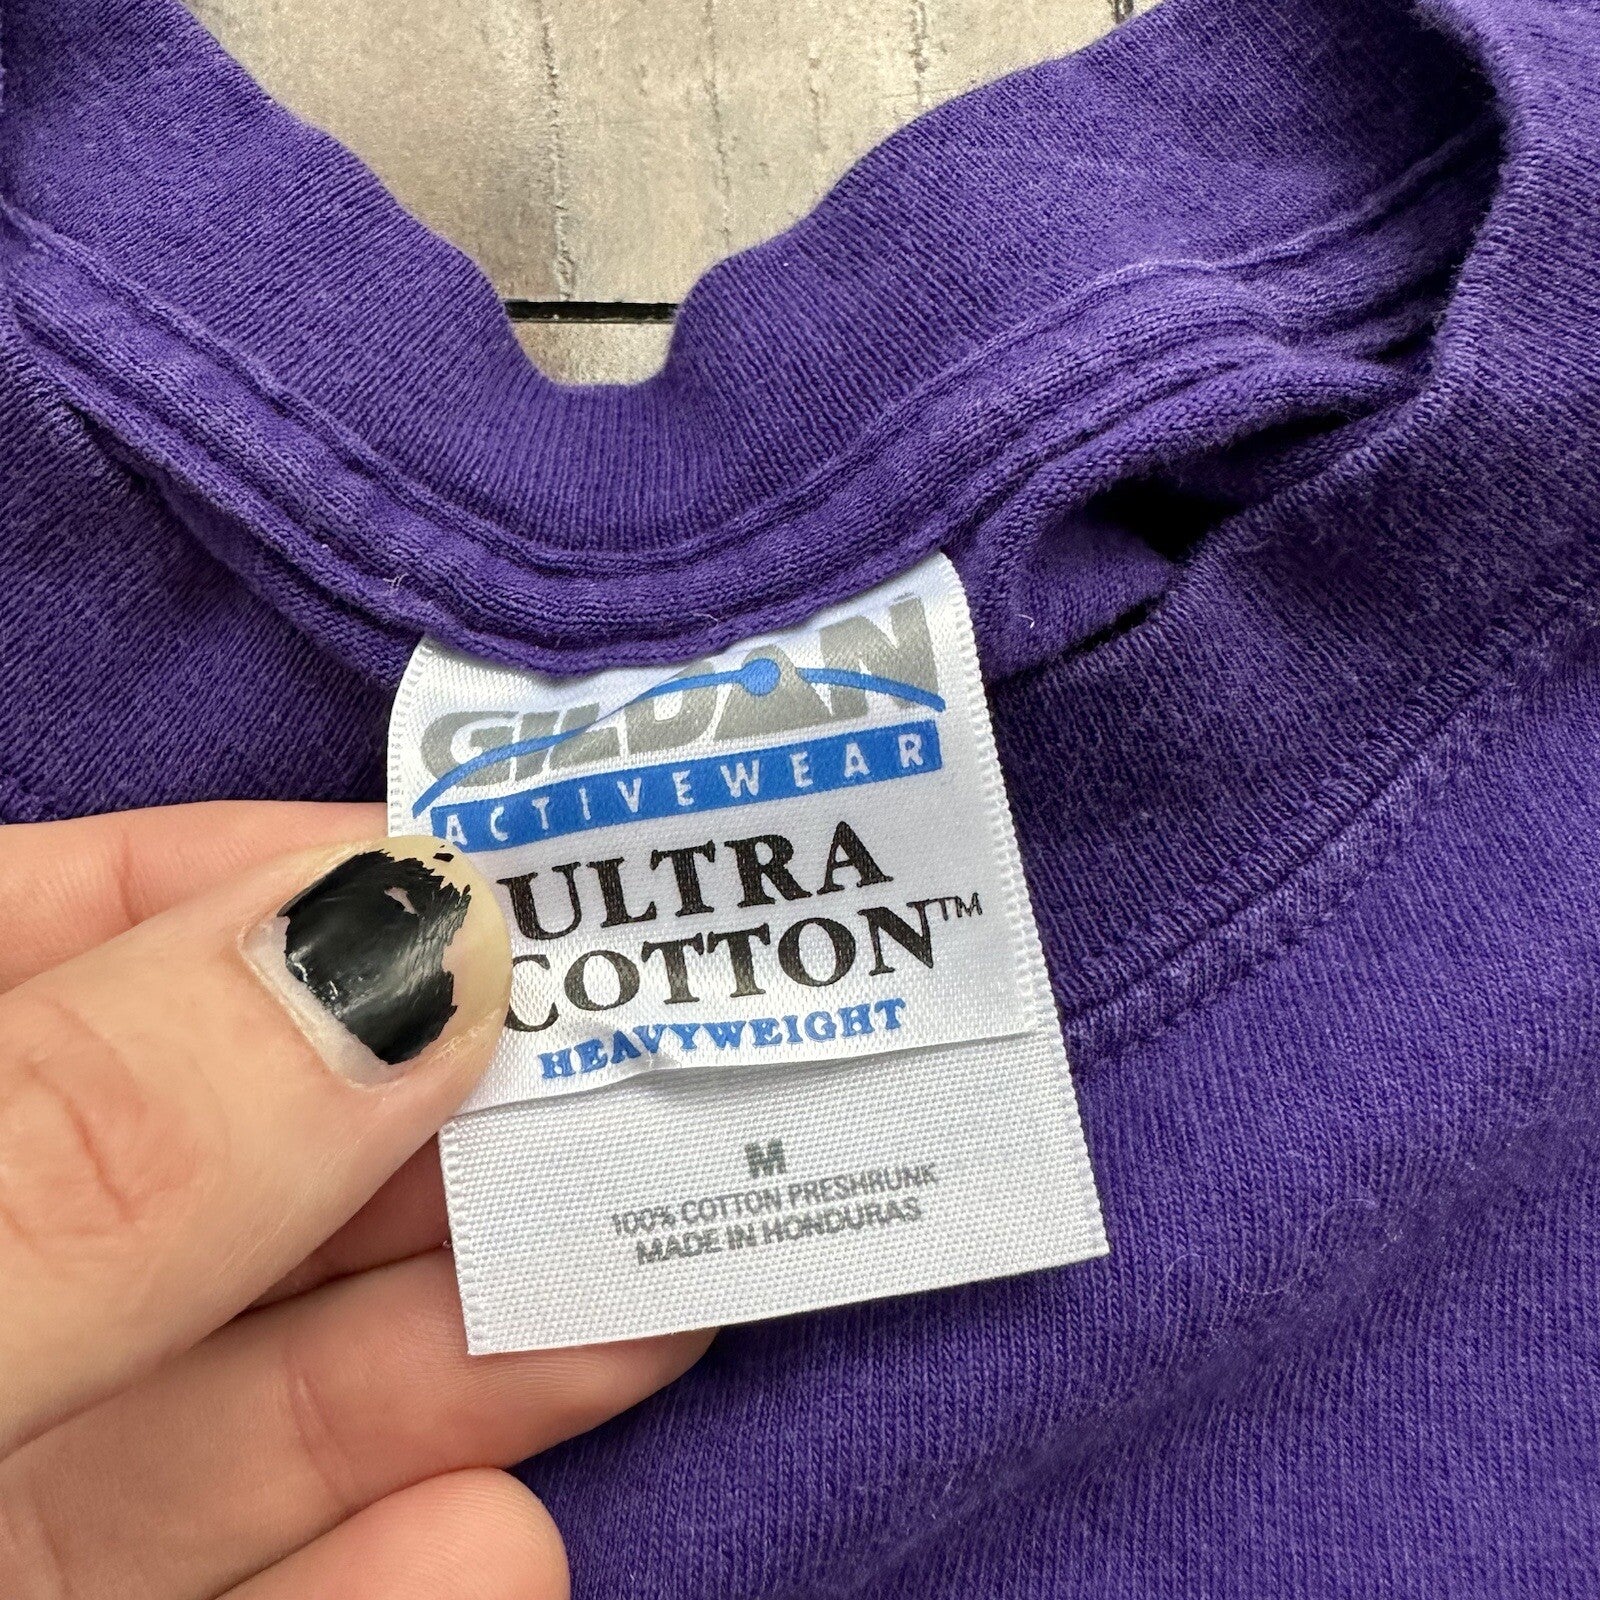 GILDAN
ACTIVEWEAR
ULTRA
COTTON™
HEAVYWEIGHT
M
100% COTTON PRESHRUNK
MADE IN HONDURAS